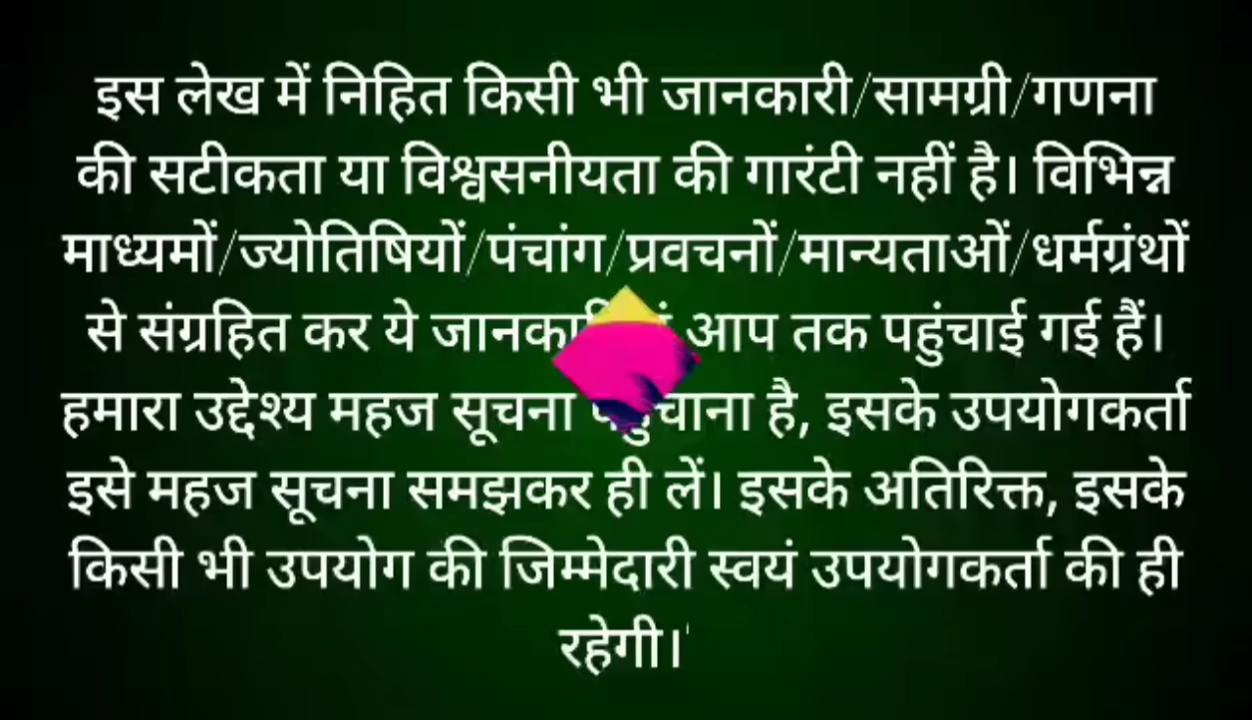 इस लेख में निहित किसी भी जानकारी/सामग्री/गणना
की सटीकता या विश्वसनीयता की गारंटी नहीं है। विभिन्न
माध्यमों/ज्योतिषियों/पंचांग/प्रवचनों/मान्यताओं/धर्मग्रंथों
से संग्रहित कर ये आप तक पहुंचाई गई हैं।
हमारा उद्देश्य महज सूचना है, इसके उपयोगकर्ता
इसे महज सूचना समझकर ही लें। इसके अतिरिक्त, इसके
किसी भी उपयोग की जिम्मेदारी स्वयं उपयोगकर्ता की ही
रहेगी।'